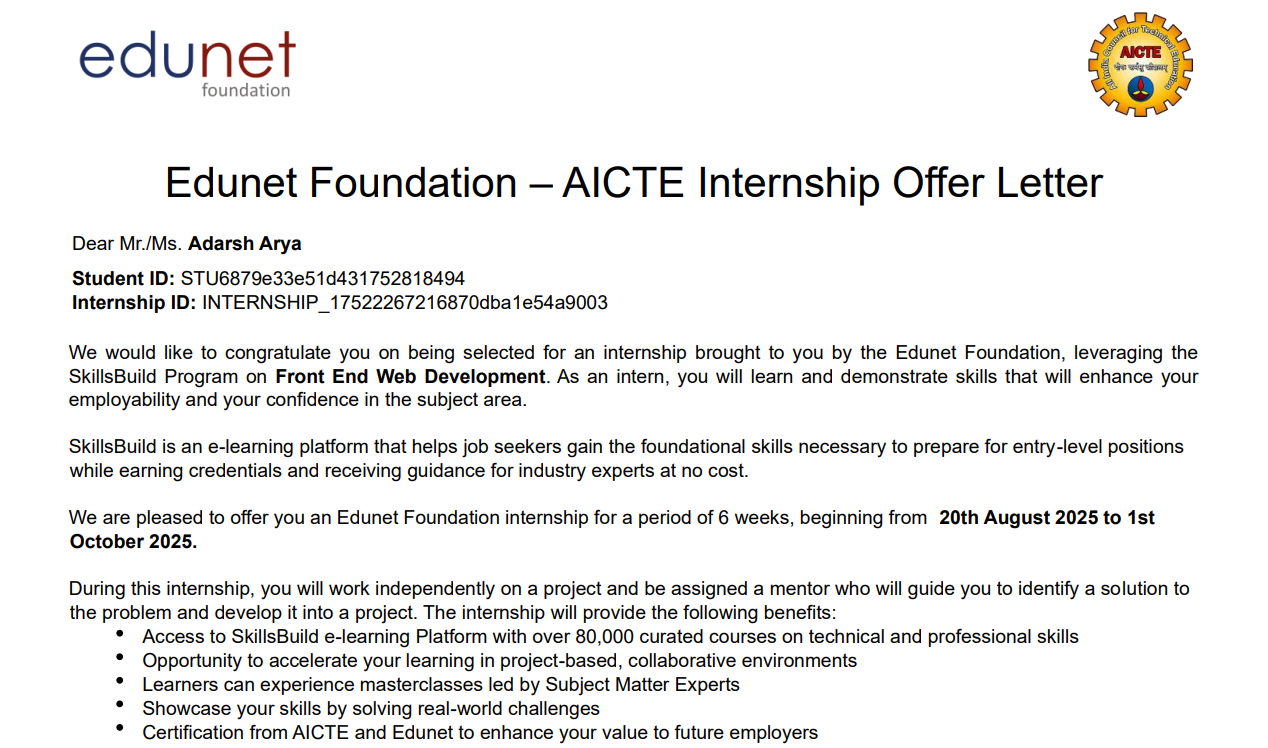 edunet
foundation
All India Council for Technical Education
AICTE
Edunet Foundation – AICTE Internship Offer Letter
Dear Mr./Ms. Adarsh Arya
Student ID: STU6879e33e51d431752818494
Internship ID: INTERNSHIP_17522267216870dba1e54a9003
We would like to congratulate you on being selected for an internship brought to you by the Edunet Foundation, leveraging the
SkillsBuild Program on Front End Web Development. As an intern, you will learn and demonstrate skills that will enhance your
employability and your confidence in the subject area.
SkillsBuild is an e-learning platform that helps job seekers gain the foundational skills necessary to prepare for entry-level positions
while earning credentials and receiving guidance for industry experts at no cost.
We are pleased to offer you an Edunet Foundation internship for a period of 6 weeks, beginning from 20th August 2025 to 1st
October 2025.
During this internship, you will work independently on a project and be assigned a mentor who will guide you to identify a solution to
the problem and develop it into a project. The internship will provide the following benefits:
• Access to SkillsBuild e-learning Platform with over 80,000 curated courses on technical and professional skills
• Opportunity to accelerate your learning in project-based, collaborative environments
• Learners can experience masterclasses led by Subject Matter Experts
• Showcase your skills by solving real-world challenges
• Certification from AICTE and Edunet to enhance your value to future employers